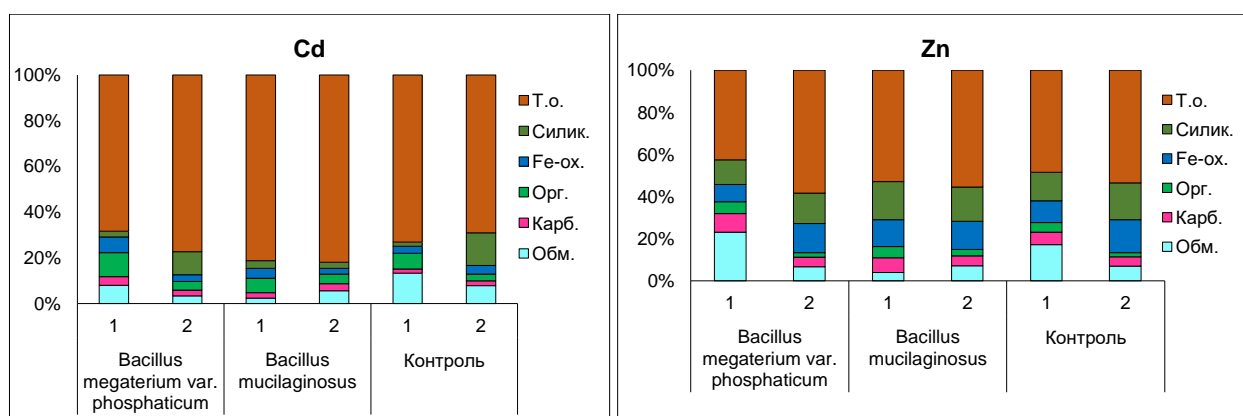 Cd
100%
80%
60%
40%
20%
0%
Т.о.
Силик.
Fe-ох.
Орг.
Карб.
Обм.
1 2 1 2 1 2
Bacillus megaterium var. phosphaticum
Bacillus mucilaginosus
Контроль
Zn
100%
80%
60%
40%
20%
0%
Т.о.
Силик.
Fe-ох.
Орг.
Карб.
Обм.
1 2 1 2 1 2
Bacillus megaterium var. phosphaticum
Bacillus mucilaginosus
Контроль